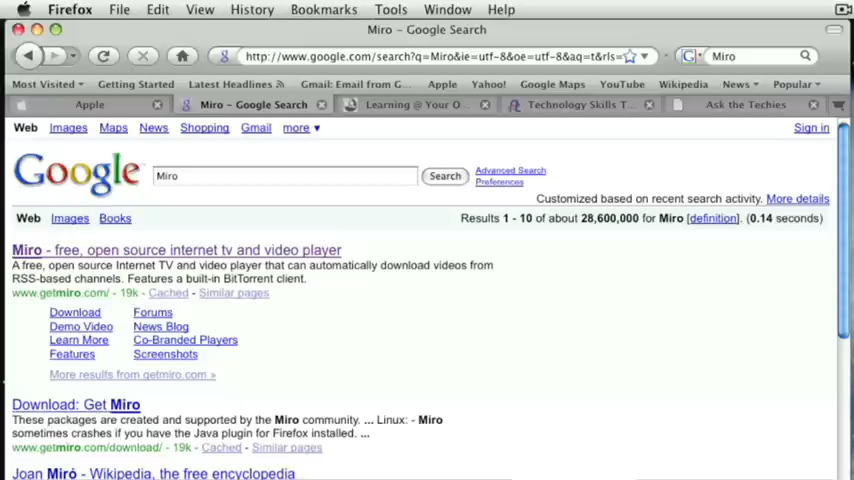 Firefox File Edit View History Bookmarks Tools Window Help
Miro - Google Search
http://www.google.com/search?q=Miro&ie=utf-8&oe=utf-8&aq=t&rls= G Miro
Most Visited Getting Started Latest Headlines Gmail: Email from G... Apple Yahoo! Google Maps YouTube Wikipedia News Popular
Apple Miro - Google Search Learning @ Your O... Technology Skills T... Ask the Techies
Web Images Maps News Shopping Gmail more ▼ Sign in
Google Miro Search Advanced Search
Preferences
Customized based on recent search activity. More details
Web Images Books Results 1 - 10 of about 28,600,000 for Miro [definition]. (0.14 seconds)
Miro - free, open source internet tv and video player
A free, open source Internet TV and video player that can automatically download videos from
RSS-based channels. Features a built-in BitTorrent client.
www.getmiro.com/ - 19k - Cached - Similar pages
Download Forums
Demo Video News Blog
Learn More Co-Branded Players
Features Screenshots
More results from getmiro.com »
Download: Get Miro
These packages are created and supported by the Miro community. ... Linux: - Miro
sometimes crashes if you have the Java plugin for Firefox installed. ...
www.getmiro.com/download/ - 19k - Cached - Similar pages
Joan Miró - Wikipedia, the free encyclopedia